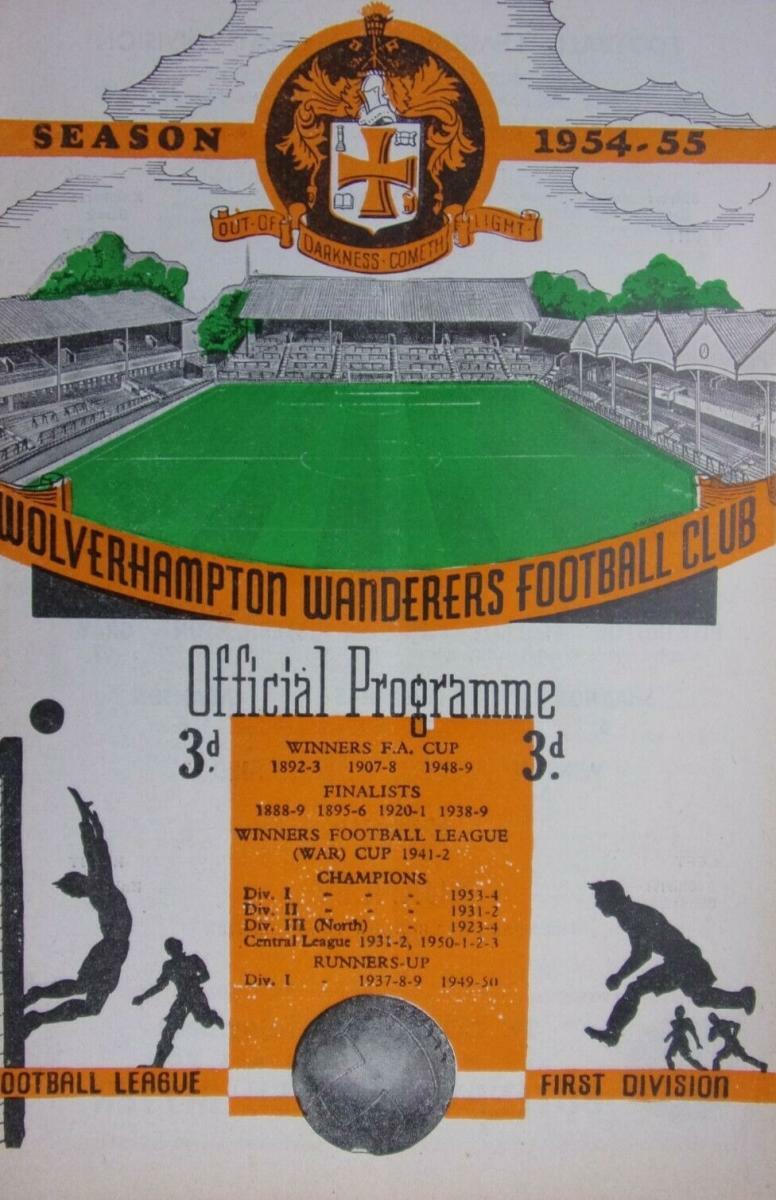 SEASON 1954-55
OUT·OF DARKNESS·COMETH LIGHT·
WOLVERHAMPTON WANDERERS FOOTBALL CLUB
Official Programme
3d. 3d.
WINNERS F.A. CUP
1892-3 1907-8 1948-9
FINALISTS
1888-9 1895-6 1920-1 1938-9
WINNERS FOOTBALL LEAGUE
(WAR) CUP 1941-2
CHAMPIONS
Div. I - - - 1953-4
Div. II - - - 1931-2
Div. III (North) - 1923-4
Central League 1931-2, 1950-1-2-3
RUNNERS-UP
Div. I - 1937-8-9 1949-50
OOTBALL LEAGUE FIRST DIVISION